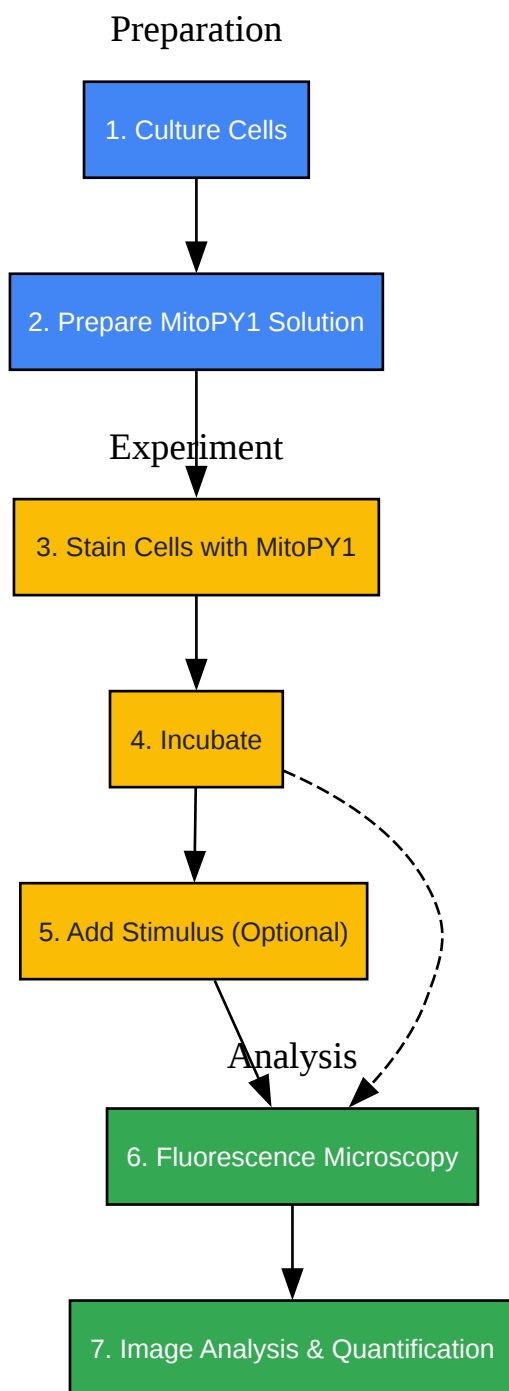 Preparation
1. Culture Cells
2. Prepare MitoPY1 Solution
Experiment
3. Stain Cells with MitoPY1
4. Incubate
5. Add Stimulus (Optional)
Analysis
6. Fluorescence Microscopy
7. Image Analysis & Quantification